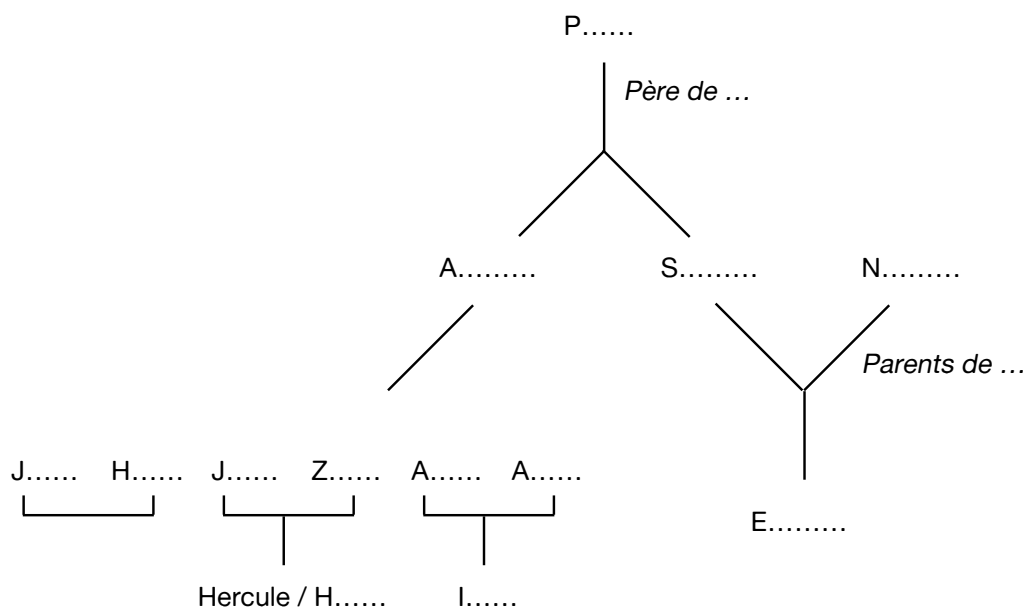 P......
Père de …
A......... S......... N.........
Parents de …
J...... H...... J...... Z...... A...... A......
E.........
Hercule / H...... I......